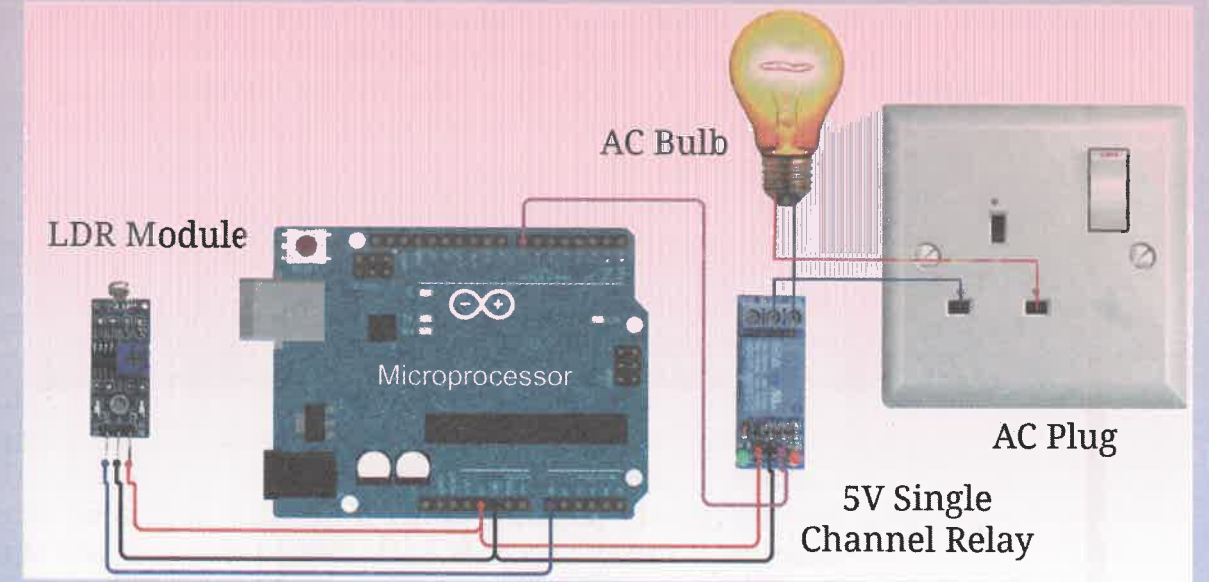 AC Bulb
LDR Module
Microprocessor
AC Plug
5V Single
Channel Relay